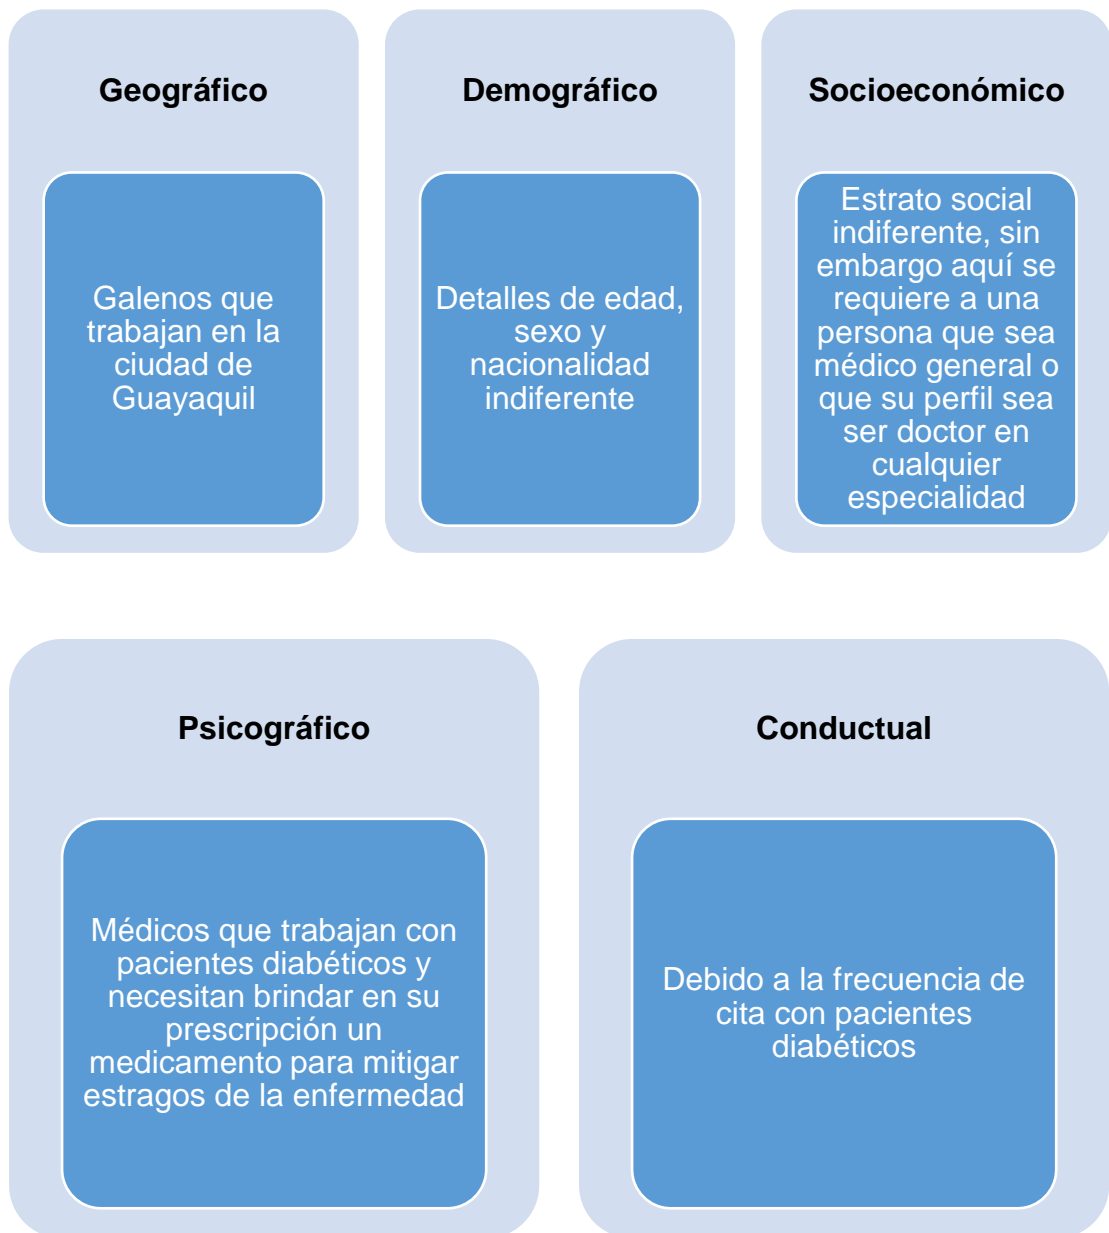 Geográfico
Galenos que
trabajan en la
ciudad de
Guayaquil
Demográfico
Detalles de edad,
sexo y
nacionalidad
indiferente
Socioeconómico
Estrato social
indiferente, sin
embargo aquí se
requiere a una
persona que sea
médico general o
que su perfil sea
ser doctor en
cualquier
especialidad
Psicográfico
Médicos que trabajan con
pacientes diabéticos y
necesitan brindar en su
prescripción un
medicamento para mitigar
estragos de la enfermedad
Conductual
Debido a la frecuencia de
cita con pacientes
diabéticos